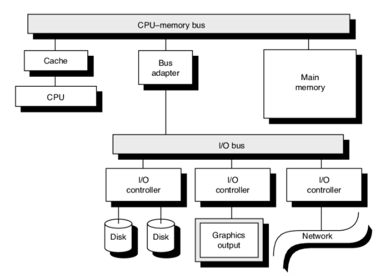 CPU–memory bus
Cache
Bus
adapter
Main
memory
CPU
I/O bus
I/O
controller
I/O
controller
I/O
controller
Disk
Disk
Graphics
output
Network